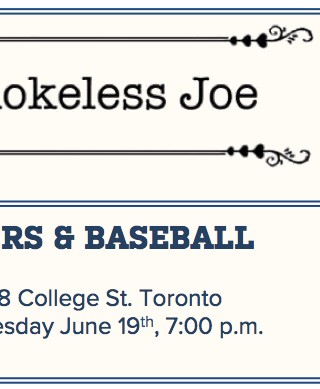 okeless Joe
RS & BASEBALL
8 College St. Toronto
esday June 19th, 7:00 p.m.